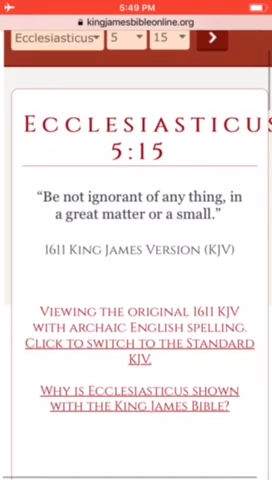 5:49 PM
kingjamesbibleonline.org
Ecclesiasticus 5 15
ECCLESIASTICUS
5:15
“Be not ignorant of any thing, in
a great matter or a small.”
1611 King James Version (KJV)
Viewing the original 1611 KJV
with archaic English spelling.
Click to switch to the Standard
KJV.
Why is Ecclesiasticus shown
with the King James Bible?